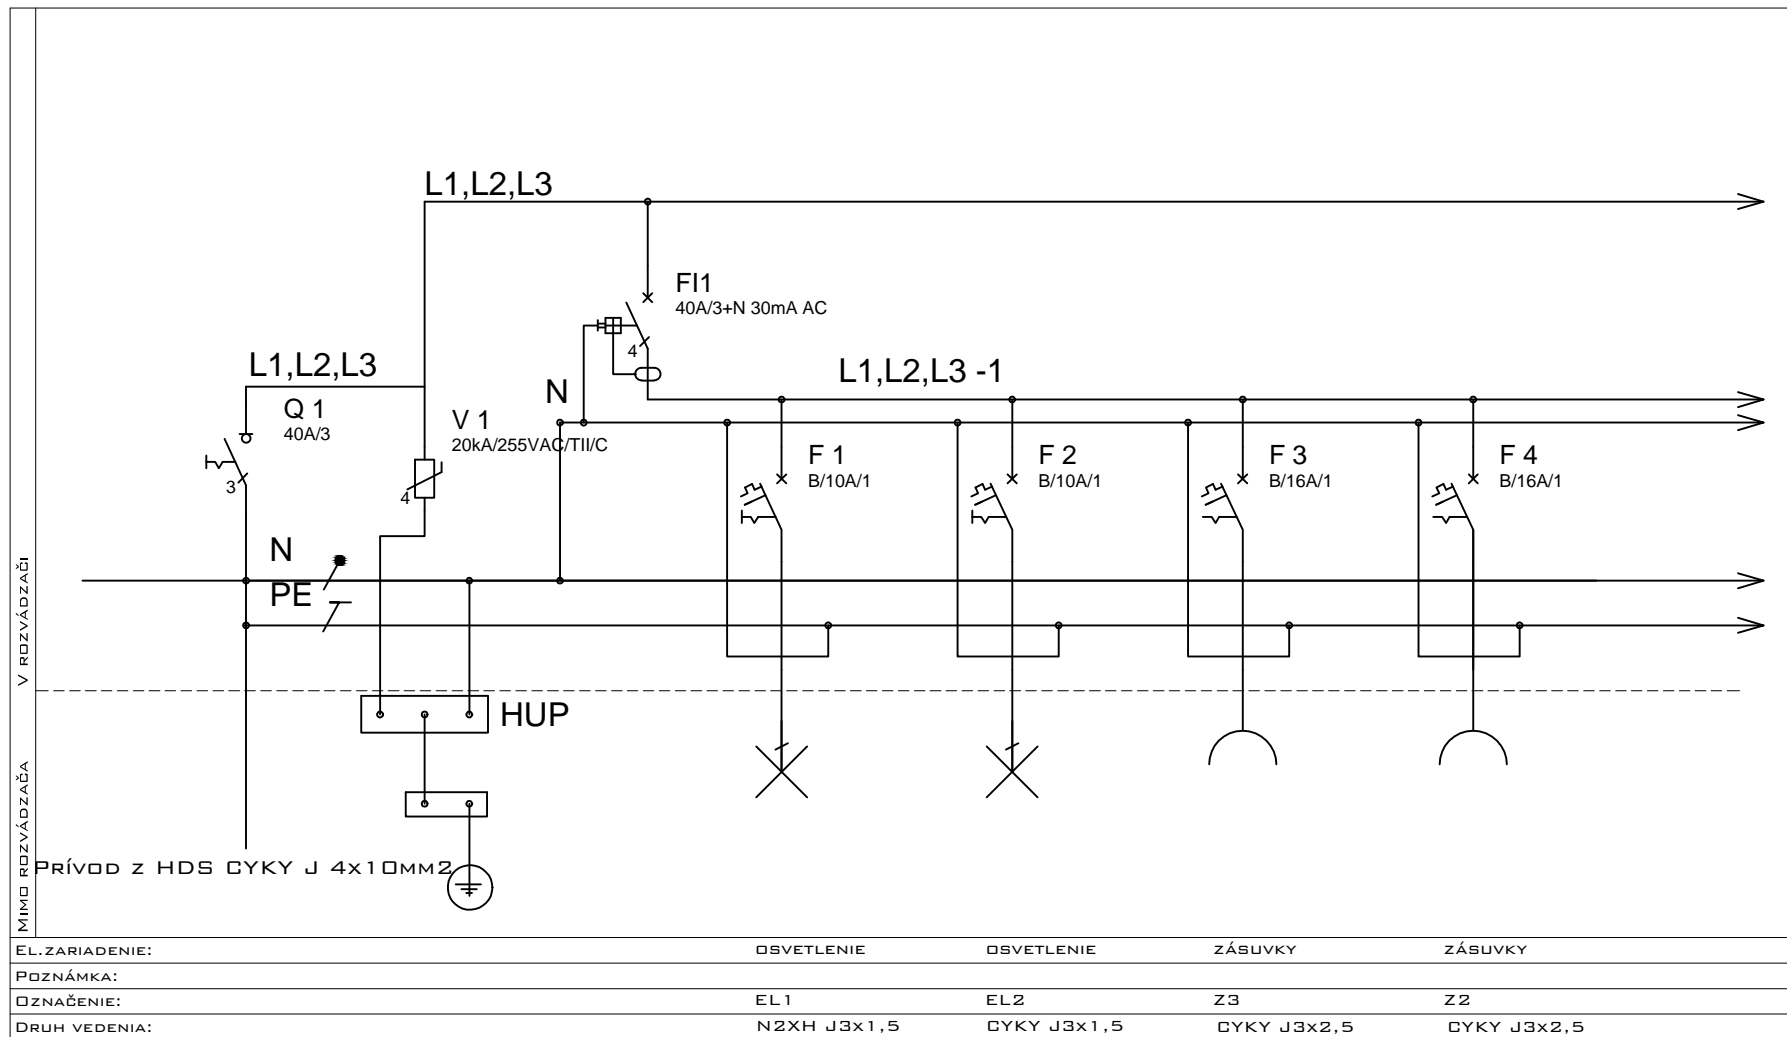 L1,L2,L3
FI1
40A/3+N 30mA AC
4
L1,L2,L3
L1,L2,L3 -1
N
Q 1
40A/3
3
V 1
20kA/255VAC/TII/C
4
F 1
B/10A/1
F 2
B/10A/1
F 3
B/16A/1
F 4
B/16A/1
N
PE
V ROZVÁDZAČI
HUP
MIMO ROZVÁDZAČA
PRÍVOD Z HDS CYKY J 4x10MM2
EL.ZARIADENIE: OSVETLENIE OSVETLENIE ZÁSUVKY ZÁSUVKY
POZNÁMKA:
OZNAČENIE: EL1 EL2 Z3 Z2
DRUH VEDENIA: N2XH J3x1,5 CYKY J3x1,5 CYKY J3x2,5 CYKY J3x2,5